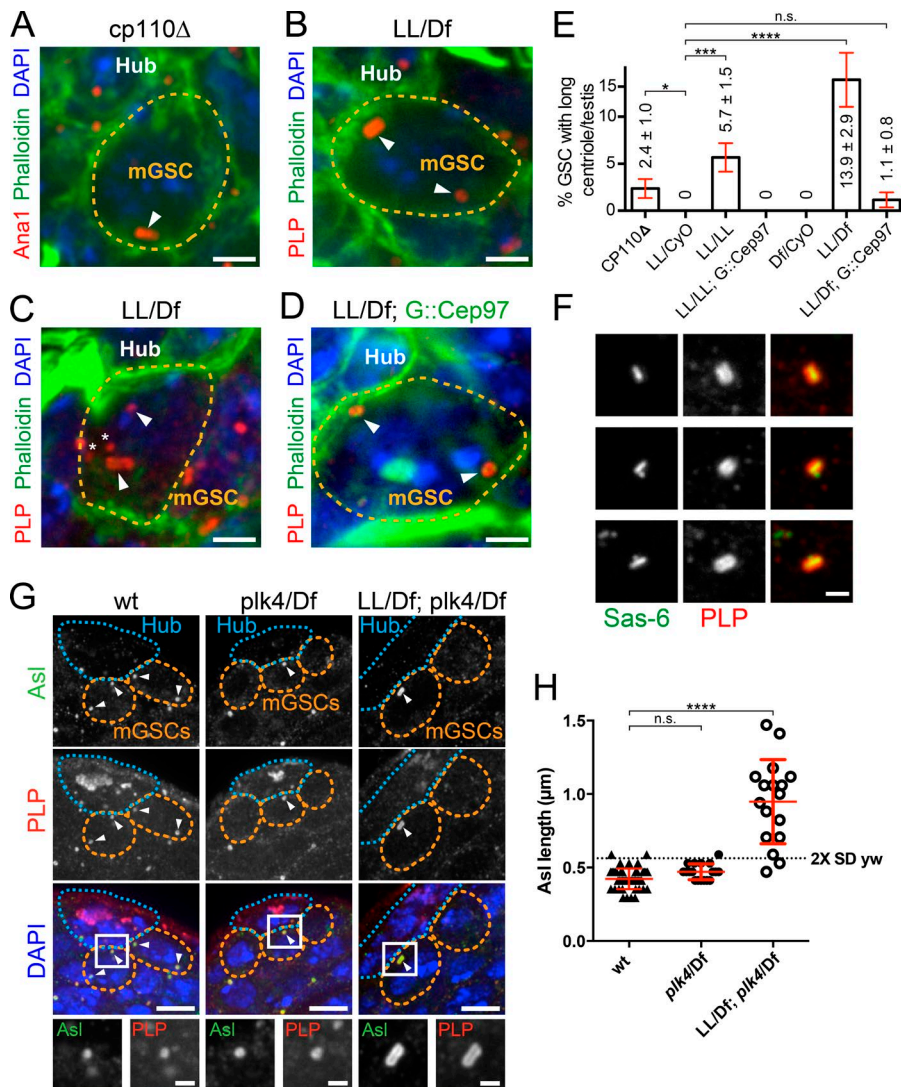 A
cp110Δ
Ana1 Phalloidin DAPI
Hub
mGSC
B
LL/Df
PLP Phalloidin DAPI
Hub
mGSC
C
LL/Df
PLP Phalloidin DAPI
Hub
*
*
mGSC
D
LL/Df; G::Cep97
PLP Phalloidin DAPI
Hub
mGSC
E
n.s.
****
***
*
% GSC with long
centriole/testis
15
10
5
0
2.4 ± 1.0
0
5.7 ± 1.5
0
0
13.9 ± 2.9
1.1 ± 0.8
CP110Δ
LL/CyO
LL/LL
LL/LL; G::Cep97
Df/CyO
LL/Df
LL/Df; G::Cep97
F
Sas-6 PLP
G
wt
plk4/Df
LL/Df; plk4/Df
Asl
PLP
DAPI
Hub
mGSCs
Hub
mGSCs
Hub
mGSCs
Asl PLP Asl PLP Asl PLP
H
****
n.s.
Asl length (μm)
1.5
1.0
0.5
0.0
2X SD yw
wt
plk4/Df
LL/Df; plk4/Df